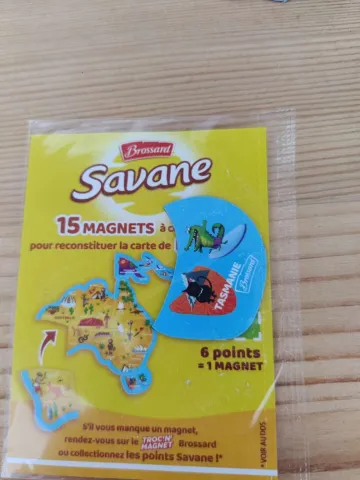 Brossard
Savane
15 MAGNETS à c
pour reconstituer la carte de
TASMANIE
Brossard
6 points
= 1 MAGNET
S'il vous manque un magnet,
rendez-vous sur le TROC'N' MAGNET Brossard
ou collectionnez les points Savane !*
*VOIR AU DOS